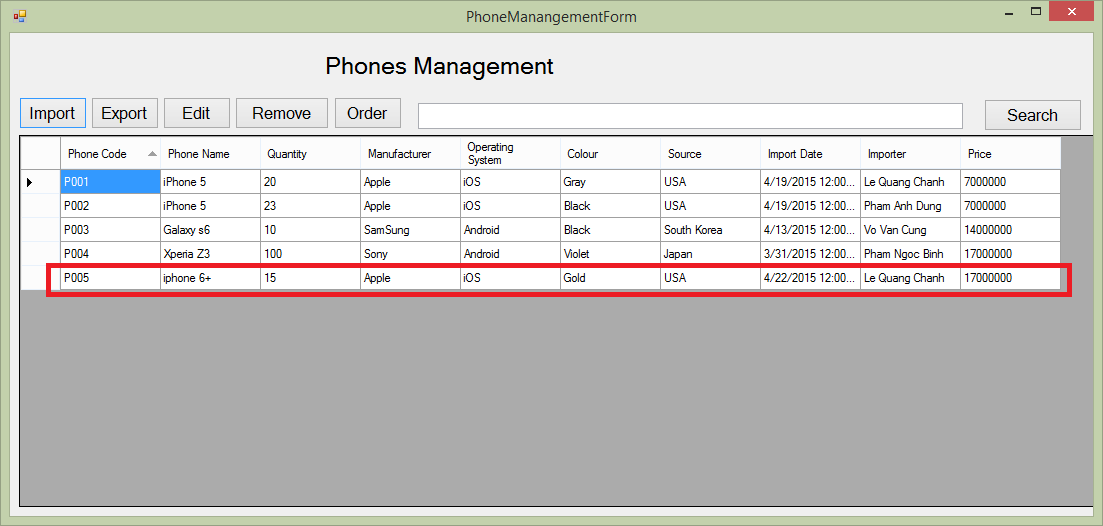 PhoneManangementForm
Phones Management
Import Export Edit Remove Order Search
Phone Code Phone Name Quantity Manufacturer Operating System Colour Source Import Date Importer Price
P001 iPhone 5 20 Apple iOS Gray USA 4/19/2015 12:00... Le Quang Chanh 7000000
P002 iPhone 5 23 Apple iOS Black USA 4/19/2015 12:00... Pham Anh Dung 7000000
P003 Galaxy s6 10 SamSung Android Black South Korea 4/13/2015 12:00... Vo Van Cung 14000000
P004 Xperia Z3 100 Sony Android Violet Japan 3/31/2015 12:00... Pham Ngoc Binh 17000000
P005 iphone 6+ 15 Apple iOS Gold USA 4/22/2015 12:00... Le Quang Chanh 17000000